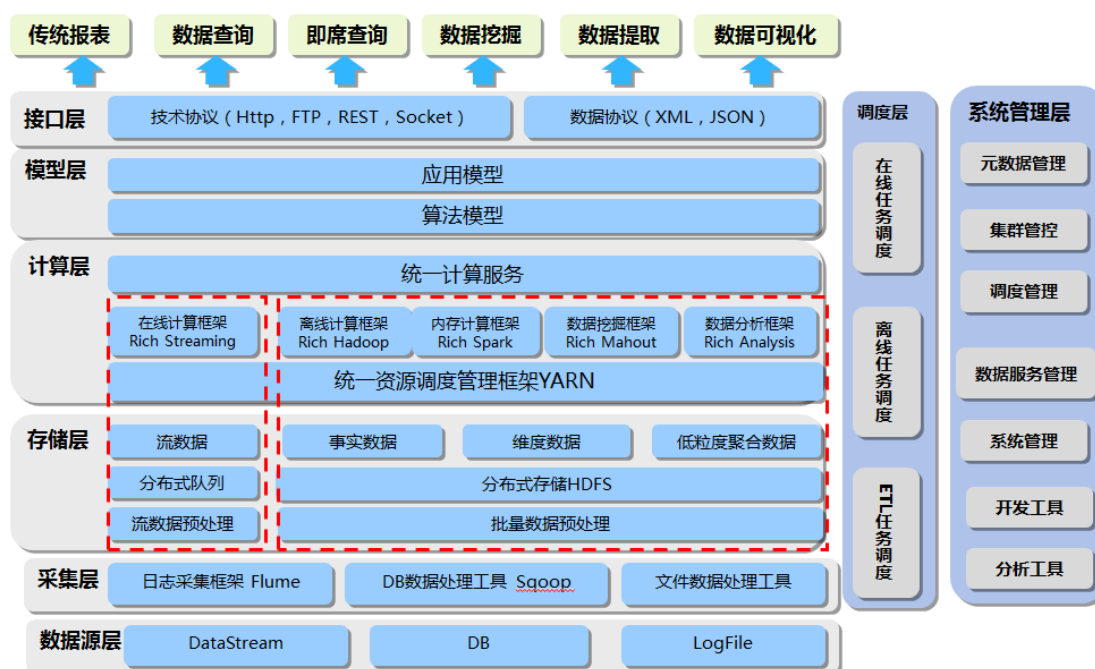 传统报表
数据查询
即席查询
数据挖掘
数据提取
数据可视化
接口层
技术协议（Http，FTP，REST，Socket）
数据协议（XML，JSON）
模型层
应用模型
算法模型
计算层
统一计算服务
在线计算框架
Rich Streaming
离线计算框架
Rich Hadoop
内存计算框架
Rich Spark
数据挖掘框架
Rich Mahout
数据分析框架
Rich Analysis
统一资源调度管理框架YARN
存储层
流数据
事实数据
维度数据
低粒度聚合数据
分布式队列
分布式存储HDFS
流数据预处理
批量数据预处理
采集层
日志采集框架 Flume
DB数据处理工具 Sqoop
文件数据处理工具
数据源层
DataStream
DB
LogFile
调度层
在线任务调度
离线任务调度
ETL任务调度
系统管理层
元数据管理
集群管控
调度管理
数据服务管理
系统管理
开发工具
分析工具